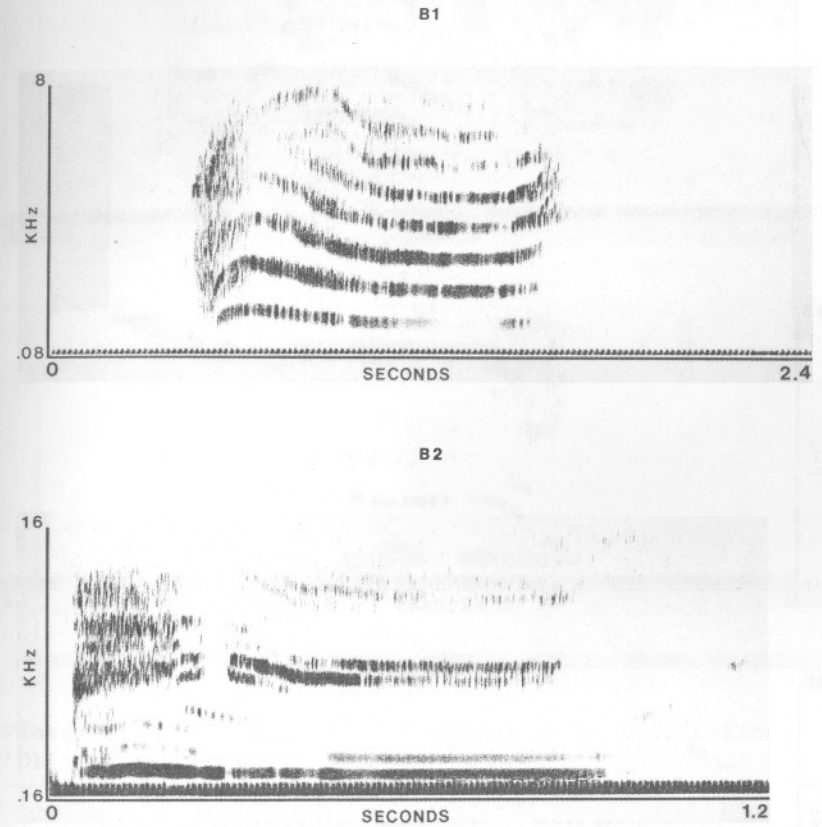 B1
8
KHz
.08
0 SECONDS 2.4
B2
16
KHz
.16
0 SECONDS 1.2